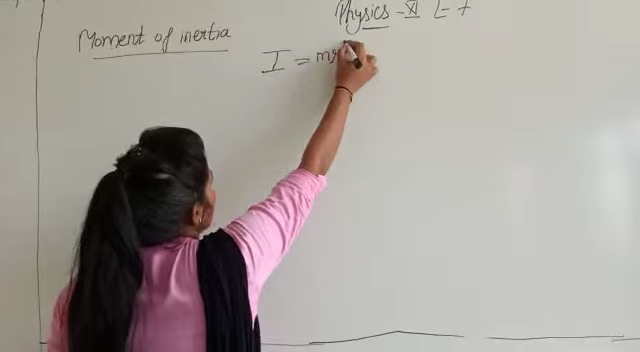 Physics - XI L-7
Moment of inertia
I = mr